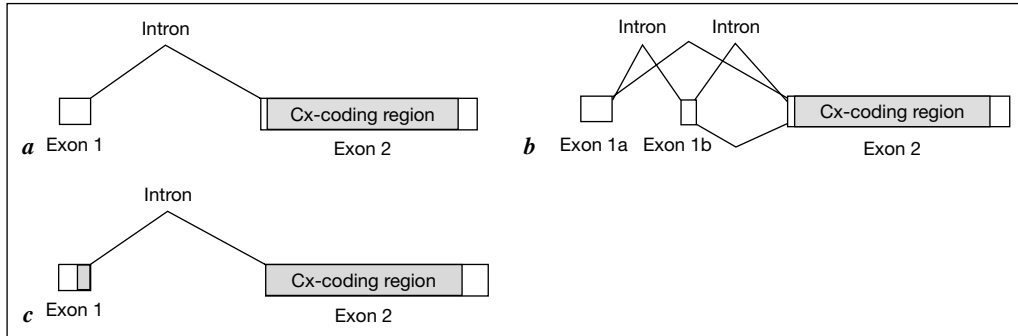 Intron
Cx-coding region
a Exon 1
Exon 2
Intron Intron
Cx-coding region
b Exon 1a Exon 1b
Exon 2
Intron
Cx-coding region
c Exon 1
Exon 2